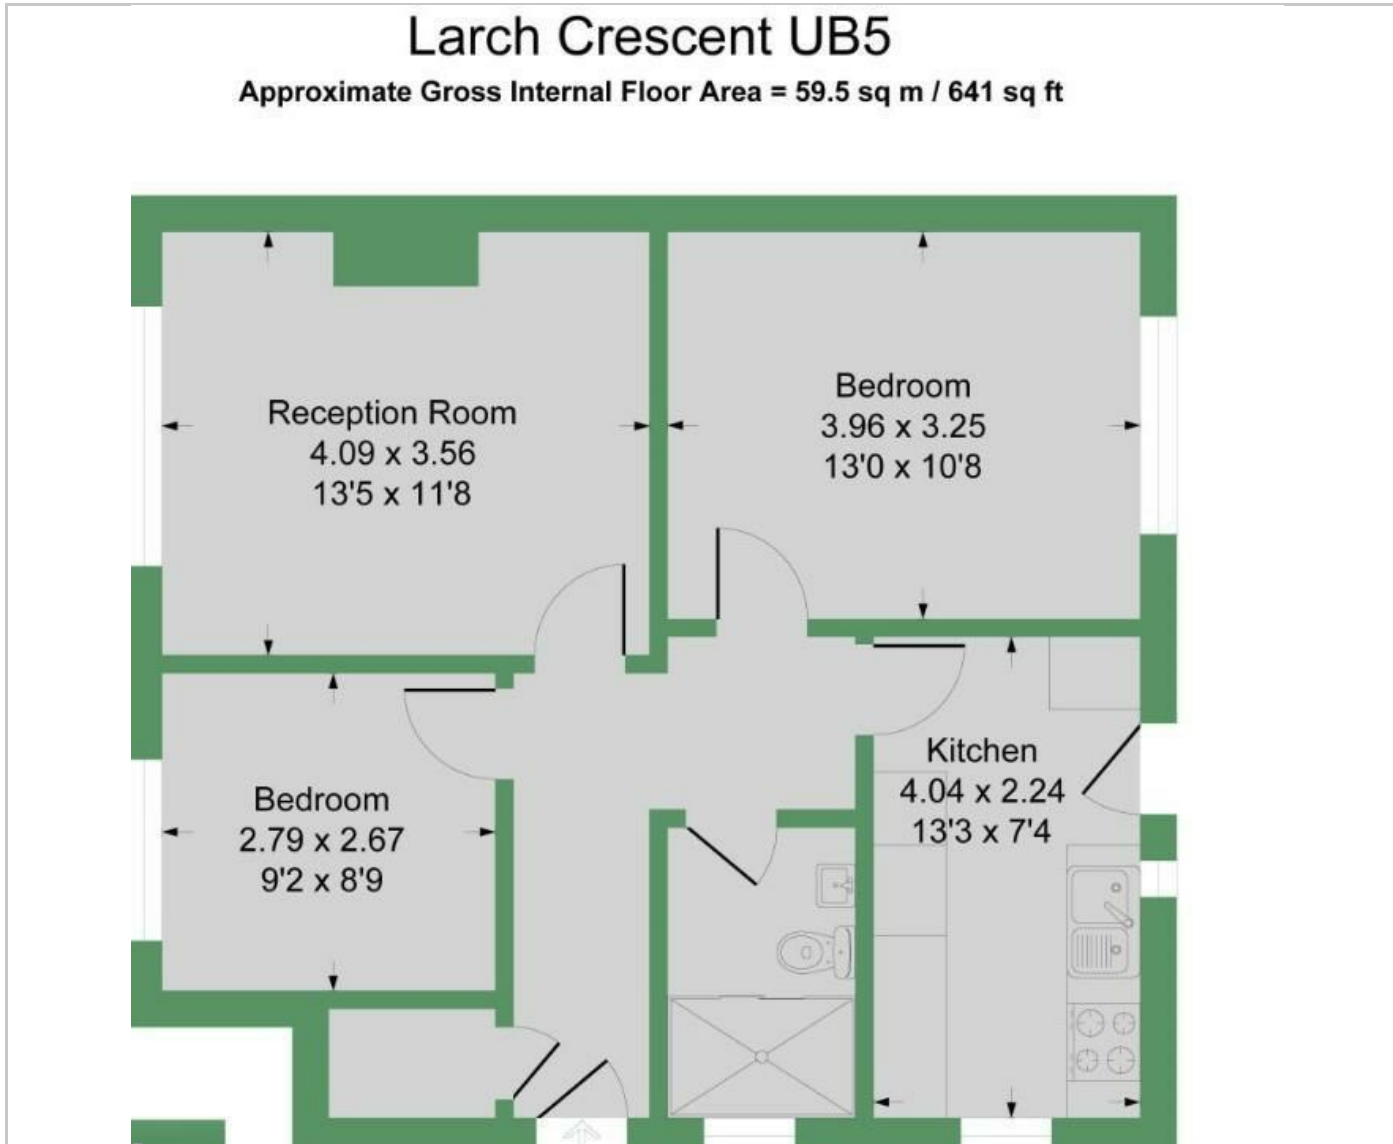 Larch Crescent UB5
Approximate Gross Internal Floor Area = 59.5 sq m / 641 sq ft
Reception Room
4.09 x 3.56
13'5 x 11'8
Bedroom
3.96 x 3.25
13'0 x 10'8
Bedroom
2.79 x 2.67
9'2 x 8'9
Kitchen
4.04 x 2.24
13'3 x 7'4